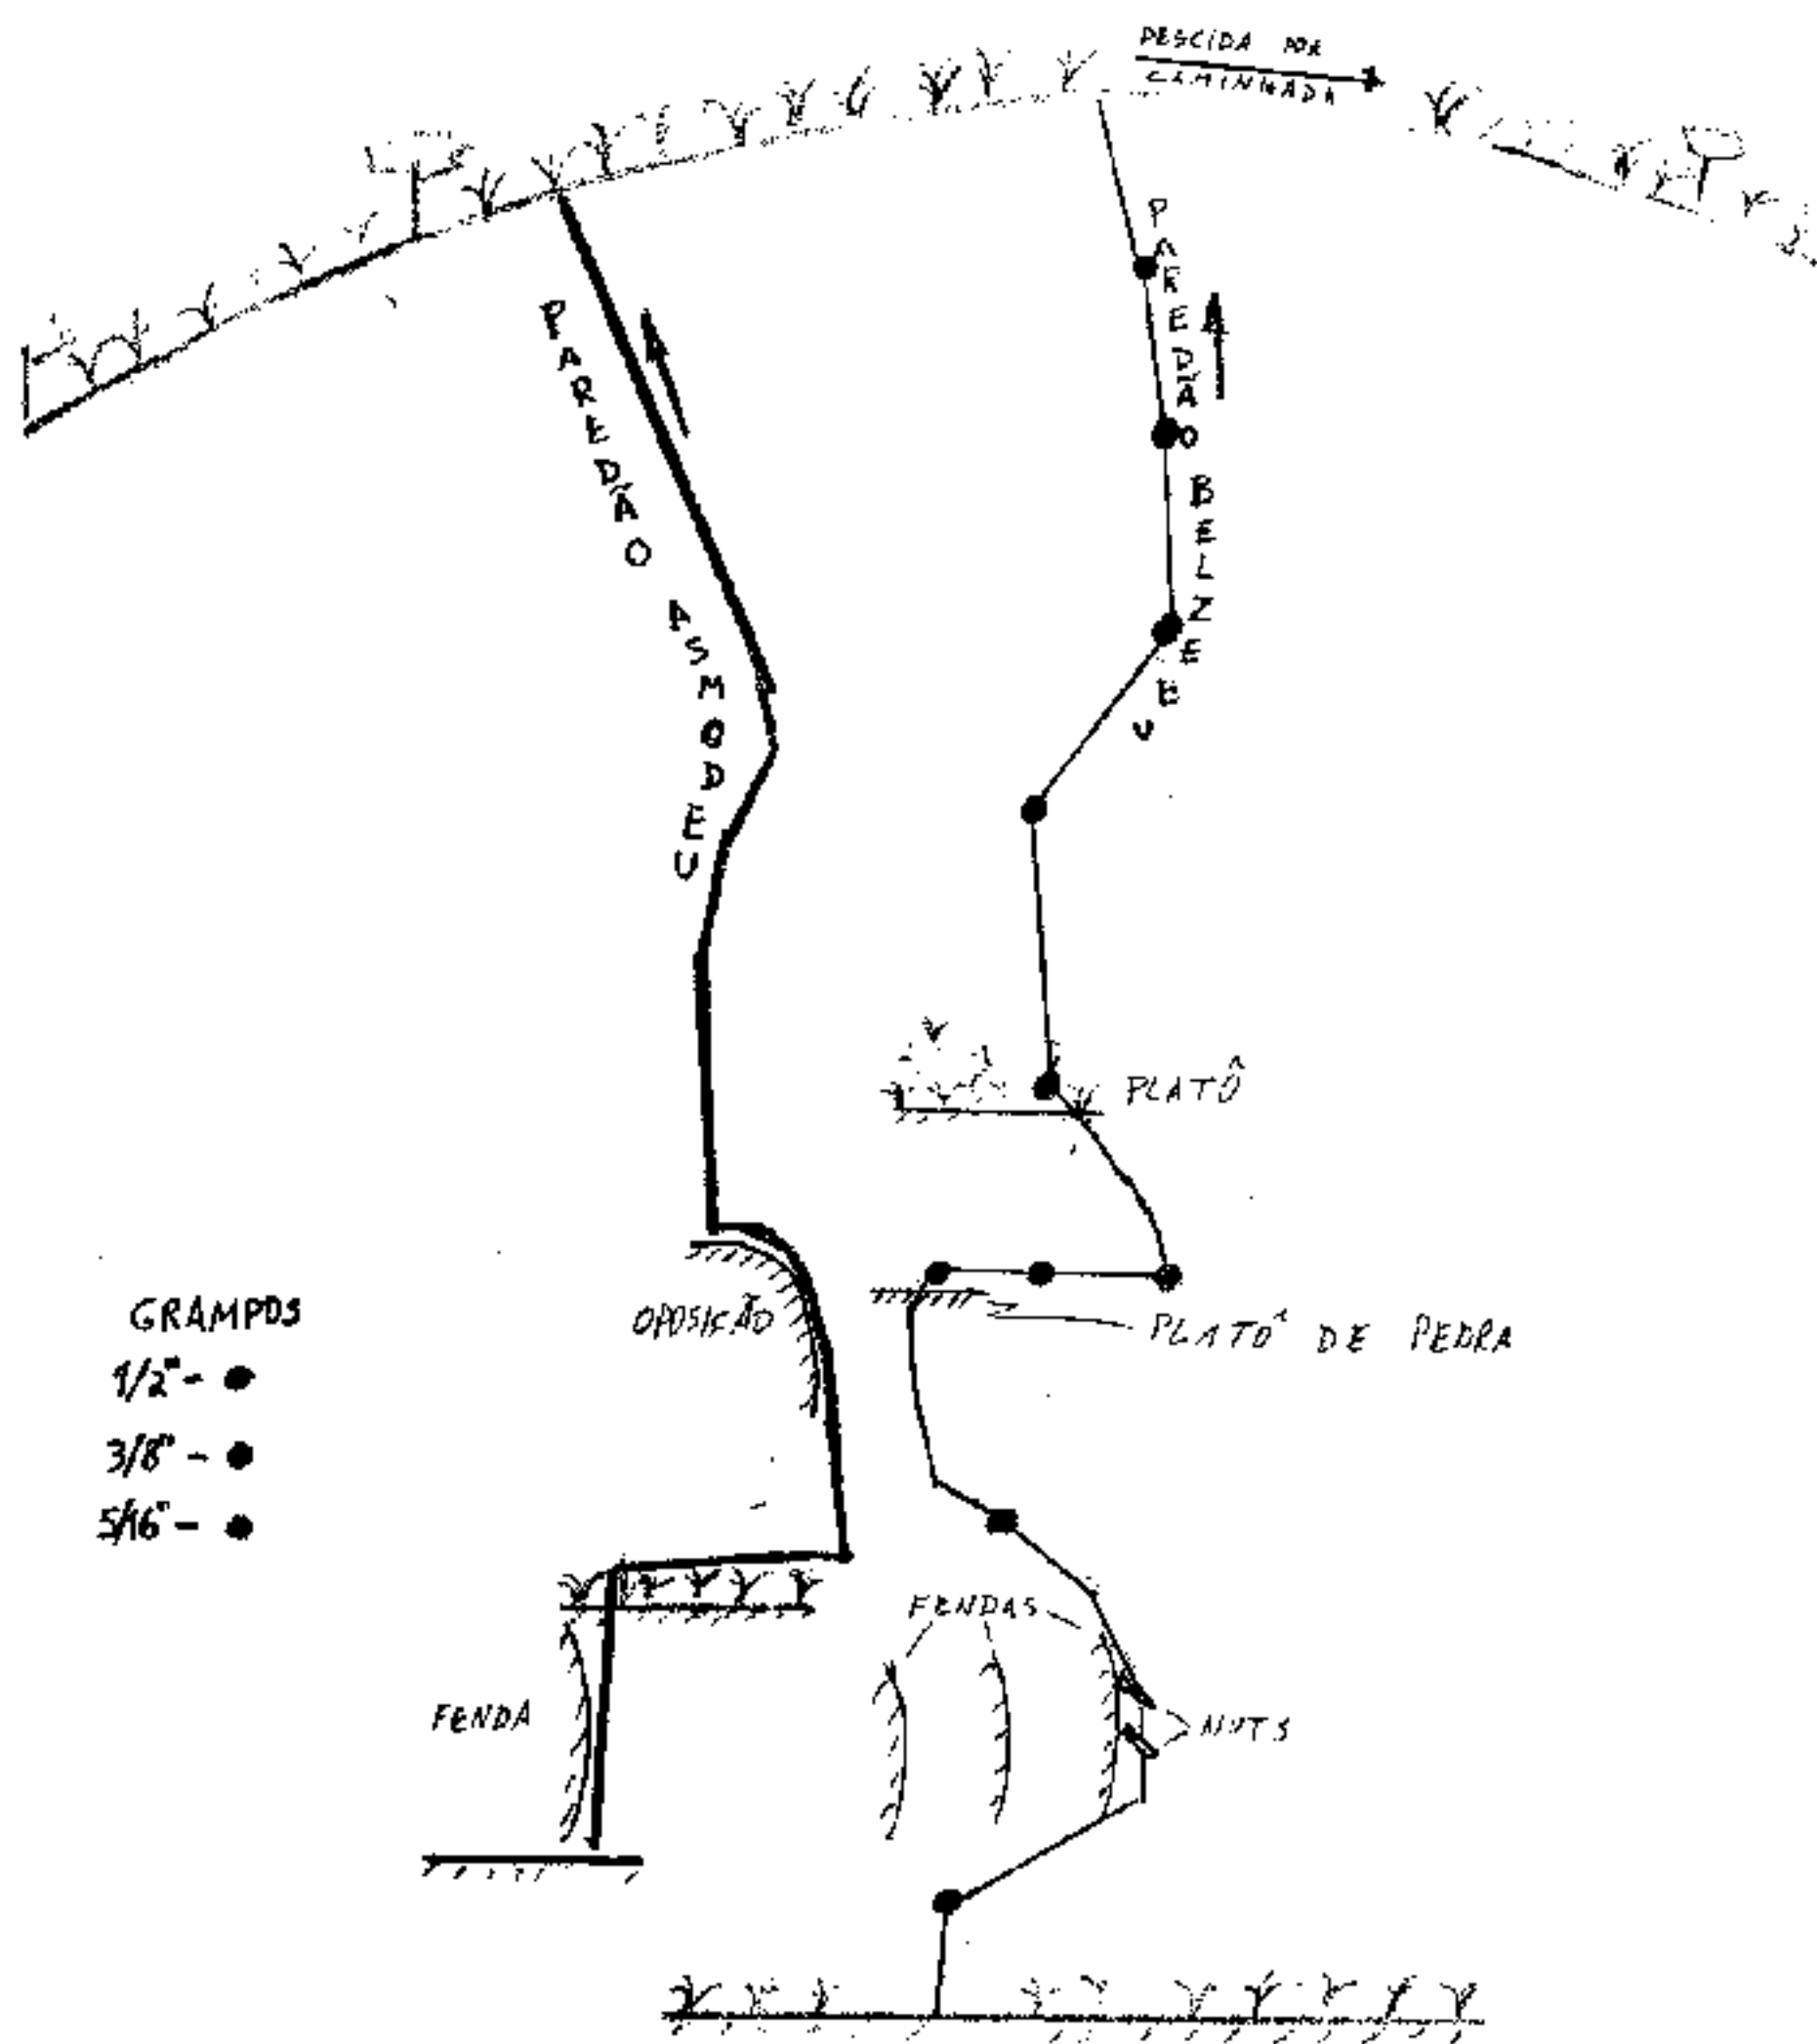 DESCIDA POR
CAMINHADA
PAREDÃO ASMODEU
PAREDÃO BELZEBU
PLATÔ
GRAMPOS
1/2" - ●
3/8" - ●
5/16" - ●
OPOSIÇÃO
PLATÔ DE PEDRA
FENDAS
FENDA
NUTS